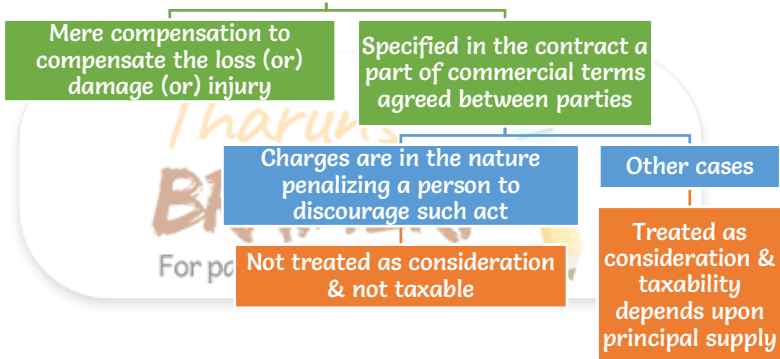 Mere compensation to
compensate the loss (or)
damage (or) injury
Specified in the contract a
part of commercial terms
agreed between parties
Charges are in the nature
penalizing a person to
discourage such act
Other cases
Not treated as consideration
& not taxable
Treated as
consideration &
taxability
depends upon
principal supply
Tharun's
For